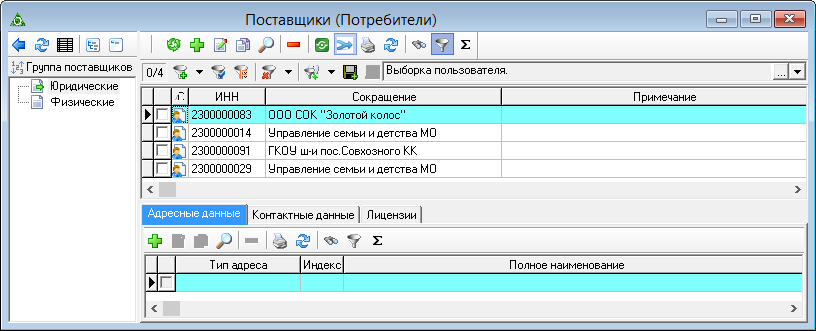 Поставщики (Потребители)
Группа поставщиков
Юридические
Физические
0/4
Выборка пользователя.
ИНН Сокращение Примечание
2300000083 ООО СОК "Золотой колос"
2300000014 Управление семьи и детства МО
2300000091 ГКОУ ш-и пос.Совхозного КК
2300000029 Управление семьи и детства МО
Адресные данные Контактные данные Лицензии
Тип адреса Индекс Полное наименование